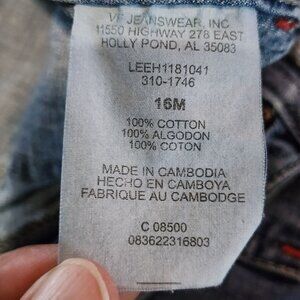 VF JEANSWEAR, INC
11550 HIGHWAY 278 EAST
HOLLY POND, AL 35083
LEEH1181041
310-1746
16M
100% COTTON
100% ALGODON
100% COTON
MADE IN CAMBODIA
HECHO EN CAMBOYA
FABRIQUE AU CAMBODGE
C 08500
083622316803